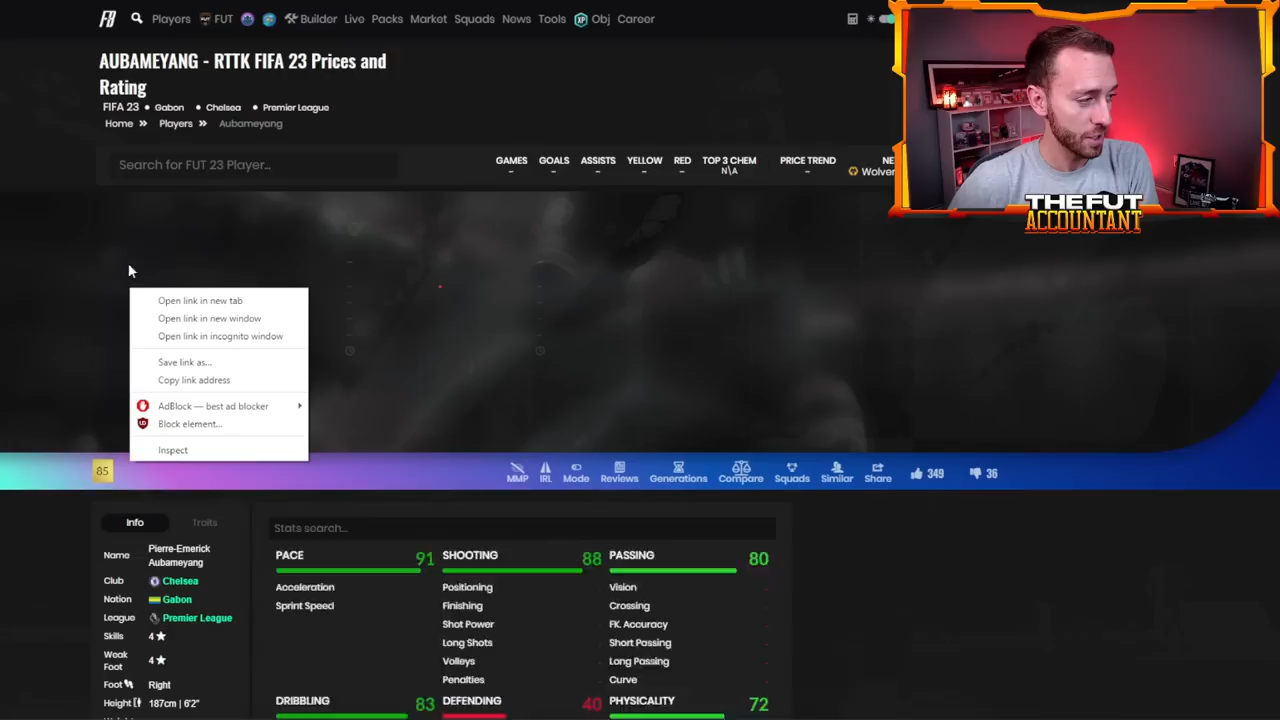 FB Players FUT Builder Live Packs Market Squads News Tools XP Obj Career
AUBAMEYANG - RTTK FIFA 23 Prices and
Rating
FIFA 23 • Gabon • Chelsea • Premier League
Home » Players » Aubameyang
Search for FUT 23 Player...
GAMES GOALS ASSISTS YELLOW RED TOP 3 CHEM PRICE TREND NE
- - - - - N\A - Wolver
THE FUT
ACCOUNTANT
Open link in new tab
Open link in new window
Open link in incognito window
Save link as...
Copy link address
AdBlock — best ad blocker
Block element...
Inspect
85
MMP IRL Mode Reviews Generations Compare Squads Similar Share 349 36
Info Traits
Name Pierre-Emerick
Aubameyang
Club Chelsea
Nation Gabon
League Premier League
Skills 4★
Weak
Foot 4★
Foot Right
Height 187cm | 6'2"
Stats search...
PACE 91
Acceleration
Sprint Speed
SHOOTING 88
Positioning
Finishing
Shot Power
Long Shots
Volleys
Penalties
PASSING 80
Vision
Crossing
FK. Accuracy
Short Passing
Long Passing
Curve
DRIBBLING 83
DEFENDING 40
PHYSICALITY 72